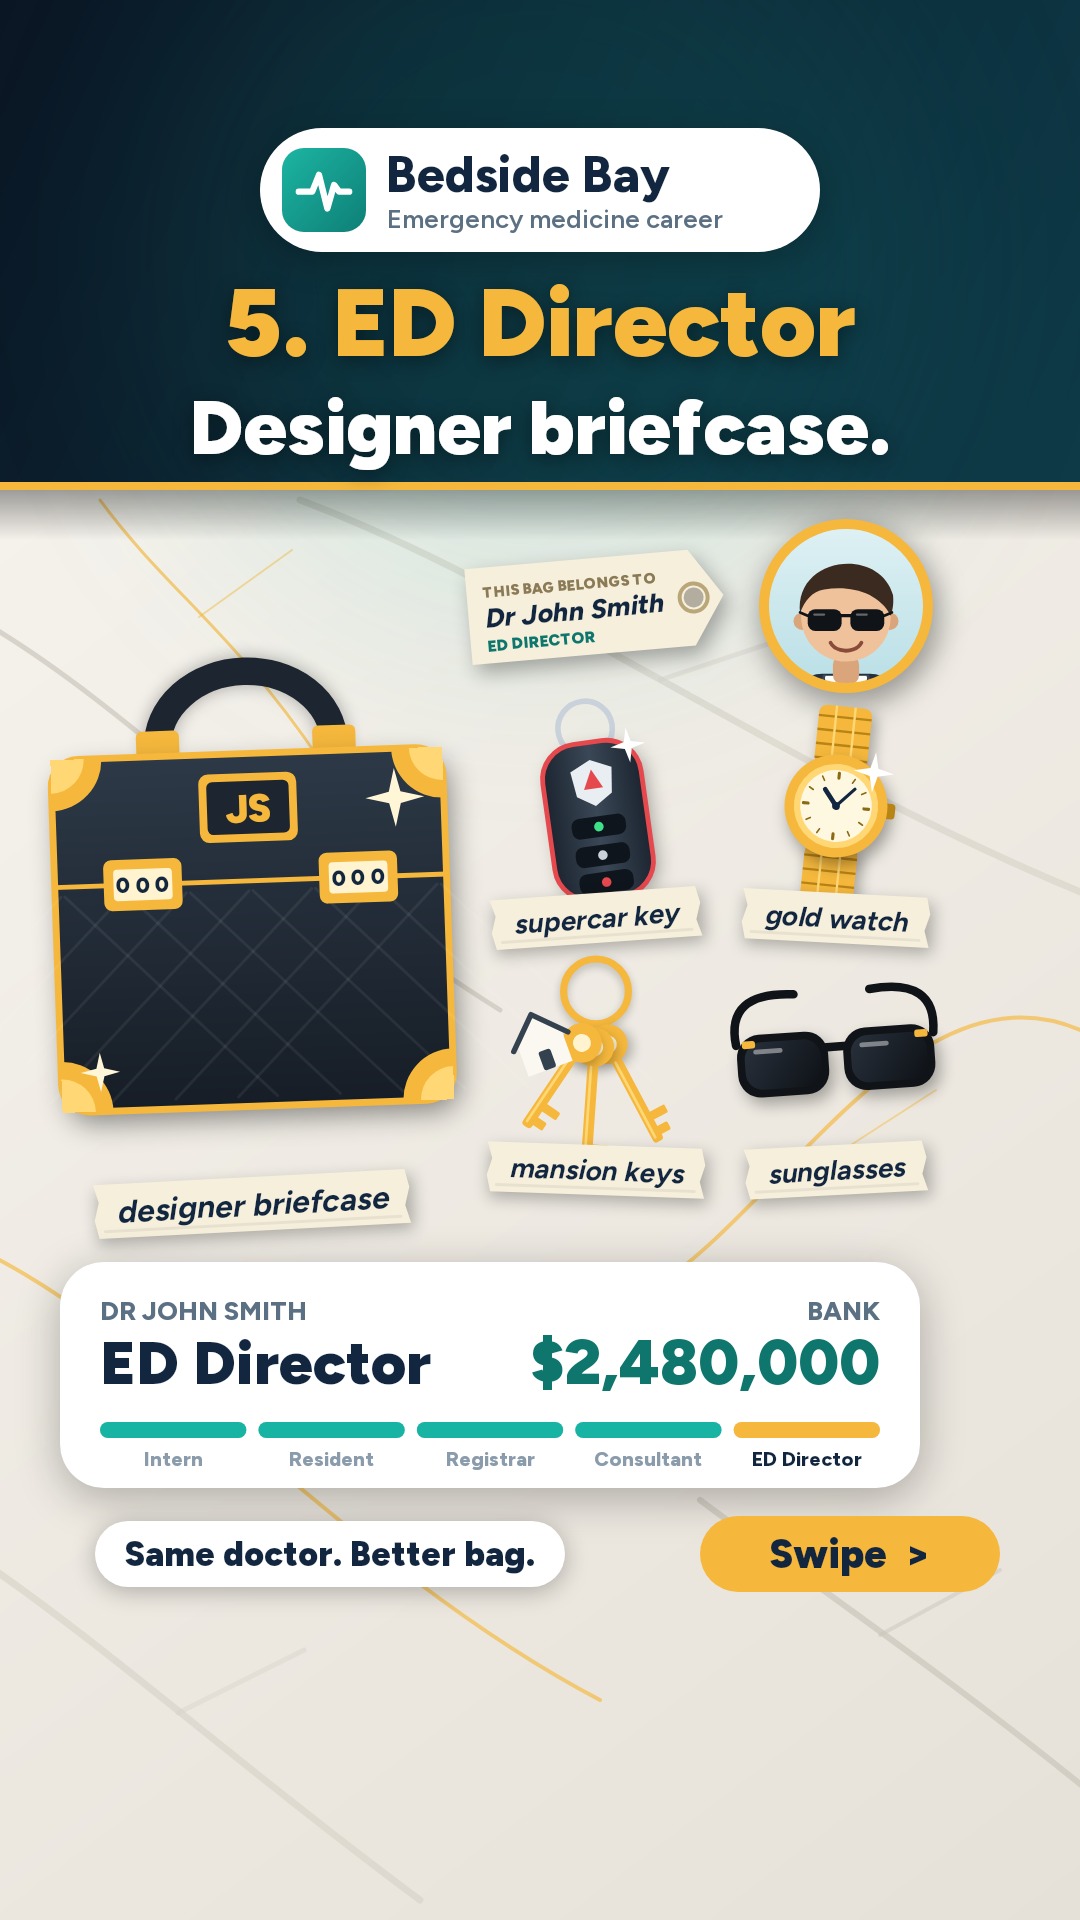 Bedside Bay
Emergency medicine career
5. ED Director
Designer briefcase.
THIS BAG BELONGS TO
Dr John Smith
ED DIRECTOR
JS
000
000
supercar key
gold watch
mansion keys
sunglasses
designer briefcase
DR JOHN SMITH
BANK
ED Director
$2,480,000
Intern
Resident
Registrar
Consultant
ED Director
Same doctor. Better bag.
Swipe >